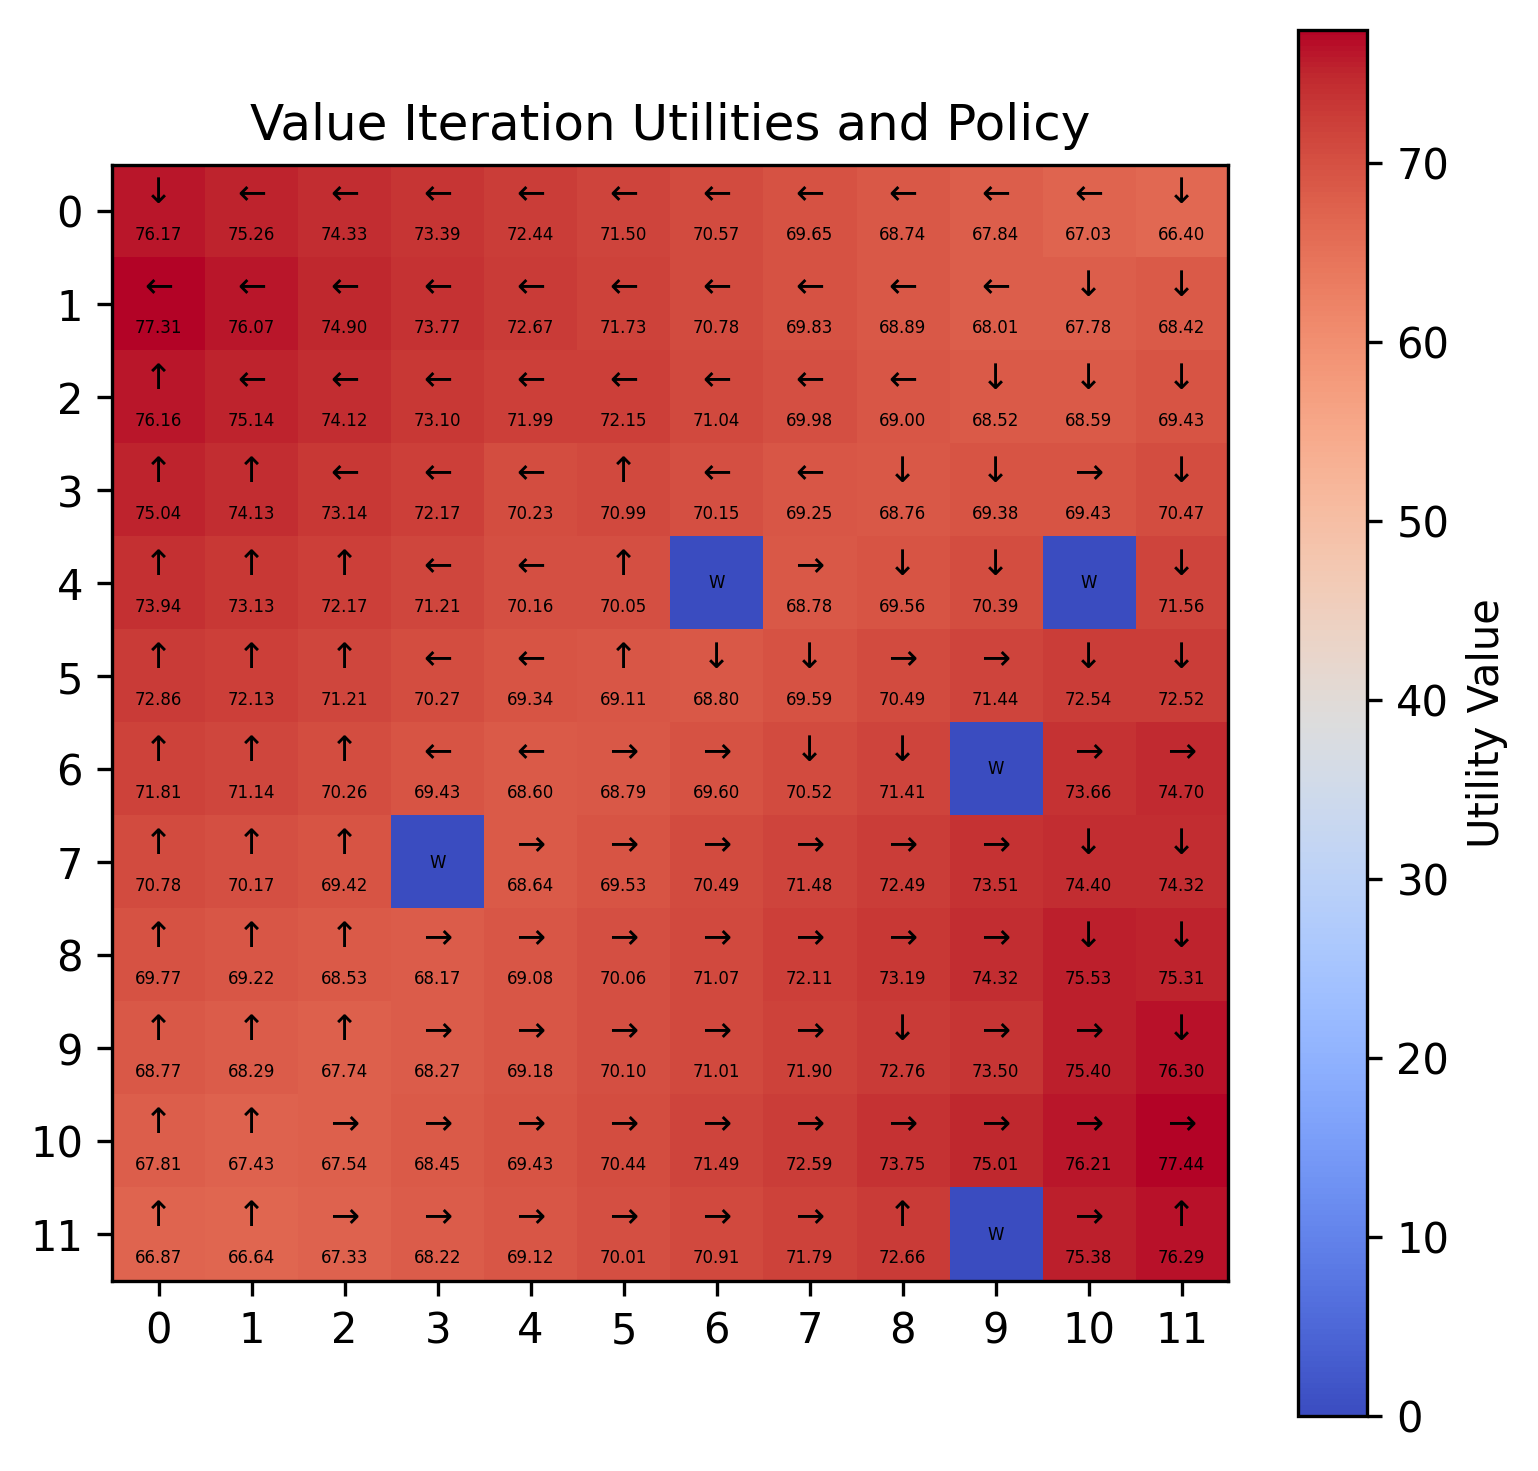 Value Iteration Utilities and Policy
↓ ← ← ← ← ← ← ← ← ← ← ↓
0 76.17 75.26 74.33 73.39 72.44 71.50 70.57 69.65 68.74 67.84 67.03 66.40
← ← ← ← ← ← ← ← ← ← ↓ ↓
1 77.31 76.07 74.90 73.77 72.67 71.73 70.78 69.83 68.89 68.01 67.78 68.42
↑ ← ← ← ← ← ← ← ← ↓ ↓ ↓
2 76.16 75.14 74.12 73.10 71.99 72.15 71.04 69.98 69.00 68.52 68.59 69.43
↑ ↑ ← ← ← ↑ ← ← ↓ ↓ → ↓
3 75.04 74.13 73.14 72.17 70.23 70.99 70.15 69.25 68.76 69.38 69.43 70.47
↑ ↑ ↑ ← ← ↑ W → ↓ ↓ W ↓
4 73.94 73.13 72.17 71.21 70.16 70.05 68.78 69.56 70.39 71.56
↑ ↑ ↑ ← ← ↑ ↓ ↓ → → ↓ ↓
5 72.86 72.13 71.21 70.27 69.34 69.11 68.80 69.59 70.49 71.44 72.54 72.52
↑ ↑ ↑ ← ← → → ↓ ↓ W → →
6 71.81 71.14 70.26 69.43 68.60 68.79 69.60 70.52 71.41 73.66 74.70
↑ ↑ ↑ W → → → → → → ↓ ↓
7 70.78 70.17 69.42 68.64 69.53 70.49 71.48 72.49 73.51 74.40 74.32
↑ ↑ ↑ → → → → → → → ↓ ↓
8 69.77 69.22 68.53 68.17 69.08 70.06 71.07 72.11 73.19 74.32 75.53 75.31
↑ ↑ ↑ → → → → → ↓ → → ↓
9 68.77 68.29 67.74 68.27 69.18 70.10 71.01 71.90 72.76 73.50 75.40 76.30
↑ ↑ → → → → → → → → → →
10 67.81 67.43 67.54 68.45 69.43 70.44 71.49 72.59 73.75 75.01 76.21 77.44
↑ ↑ → → → → → → ↑ W → ↑
11 66.87 66.64 67.33 68.22 69.12 70.01 70.91 71.79 72.66 75.38 76.29
0 1 2 3 4 5 6 7 8 9 10 11
70
60
50
40
30
20
10
0
Utility Value